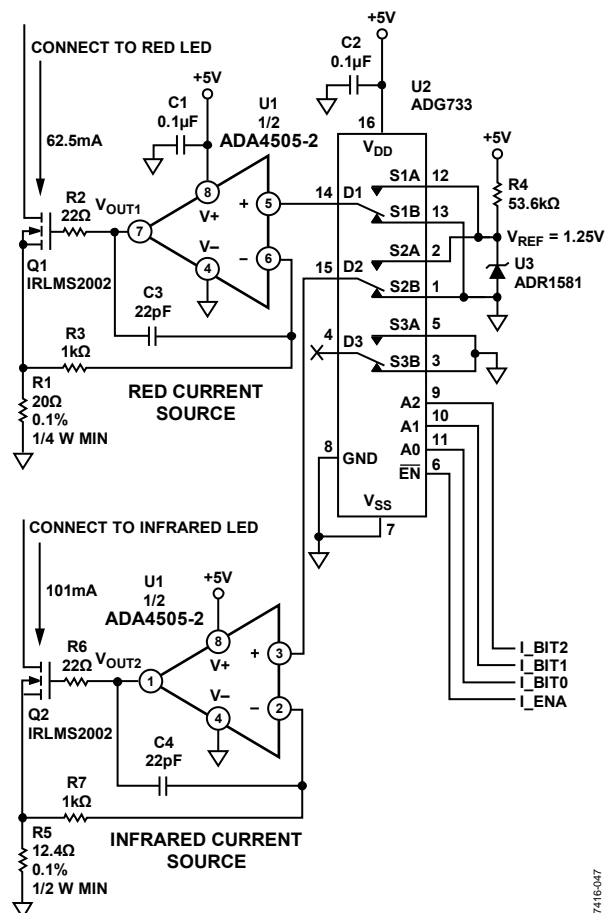 CONNECT TO RED LED
62.5mA
R2
22Ω
VOUT1
Q1
IRLMS2002
R3
1kΩ
R1
20Ω
0.1%
1/4 W MIN
C1
0.1µF
+5V
U1
1/2
ADA4505-2
8
V+
7
V–
4
+
5
–
6
C3
22pF
RED CURRENT
SOURCE
C2
0.1µF
+5V
U2
ADG733
16
VDD
14
D1
S1A
12
S1B
13
S2A
2
15
D2
S2B
1
S3A
5
4
D3
S3B
3
A2
9
A1
10
A0
11
EN
6
8
GND
VSS
7
+5V
R4
53.6kΩ
VREF = 1.25V
U3
ADR1581
I_BIT2
I_BIT1
I_BIT0
I_ENA
CONNECT TO INFRARED LED
101mA
R6
22Ω
VOUT2
Q2
IRLMS2002
R7
1kΩ
R5
12.4Ω
0.1%
1/2 W MIN
U1
1/2
ADA4505-2
+5V
8
V+
1
V–
4
+
3
–
2
C4
22pF
INFRARED CURRENT
SOURCE
7416-047